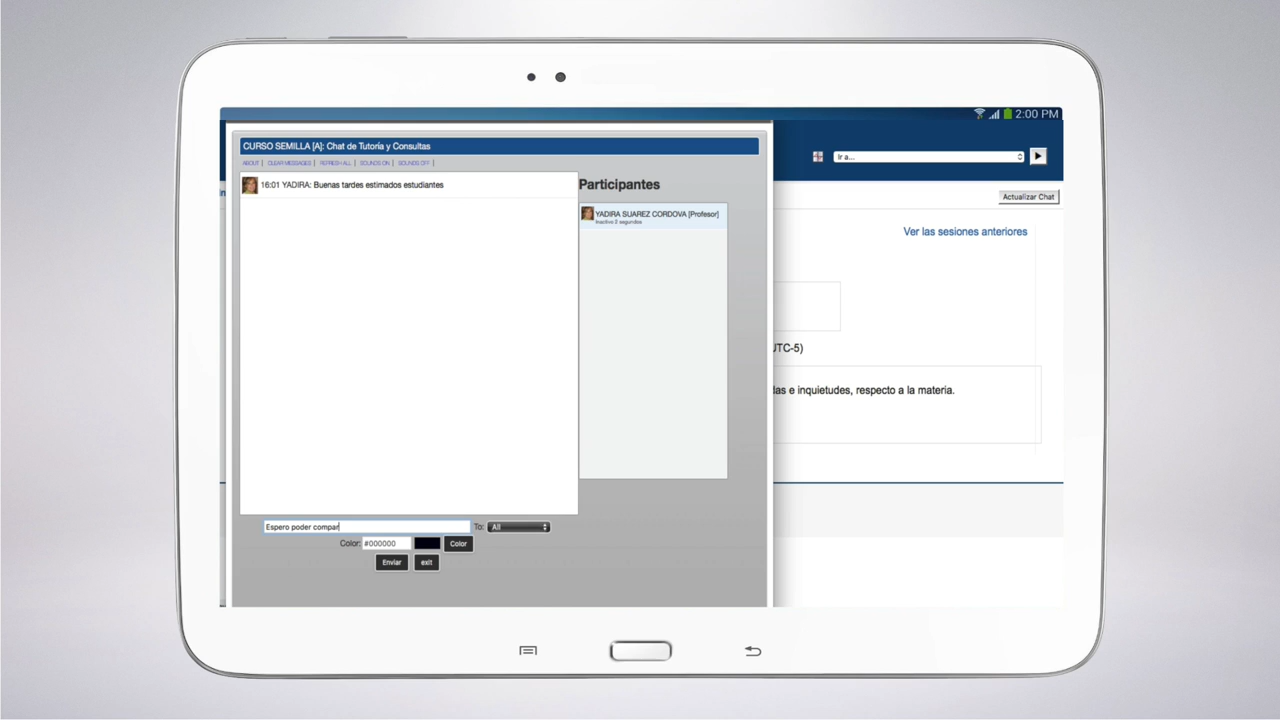 2:00 PM
CURSO SEMILLA [A]: Chat de Tutoría y Consultas
ABOUT | CLEAR MESSAGES | REFRESH ALL | SOUNDS ON | SOUNDS OFF |
Ir a...
Actualizar Chat
16:01 YADIRA: Buenas tardes estimados estudiantes
Participantes
YADIRA SUAREZ CORDOVA [Profesor]
Inactivo 2 segundos
Ver las sesiones anteriores
UTC-5)
das e inquietudes, respecto a la materia.
Espero poder compar
To: All
Color: #000000 Color
Enviar exit